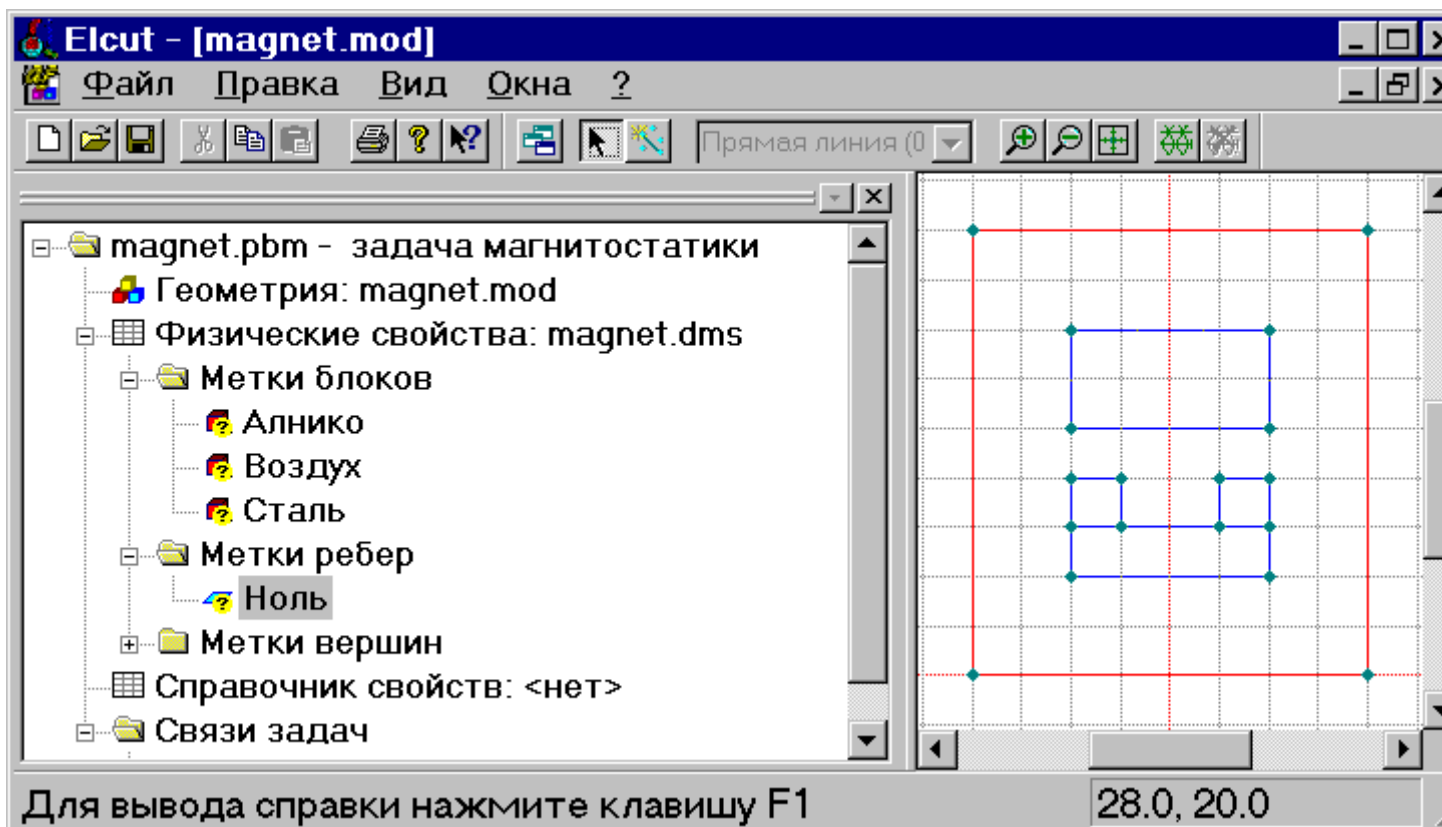 Elcut - [magnet.mod]
Файл Правка Вид Окна ?
Прямая линия (0
magnet.pbm - задача магнитостатики
Геометрия: magnet.mod
Физические свойства: magnet.dms
Метки блоков
Алнико
Воздух
Сталь
Метки ребер
Ноль
Метки вершин
Справочник свойств: <нет>
Связи задач
Для вывода справки нажмите клавишу F1
28.0, 20.0